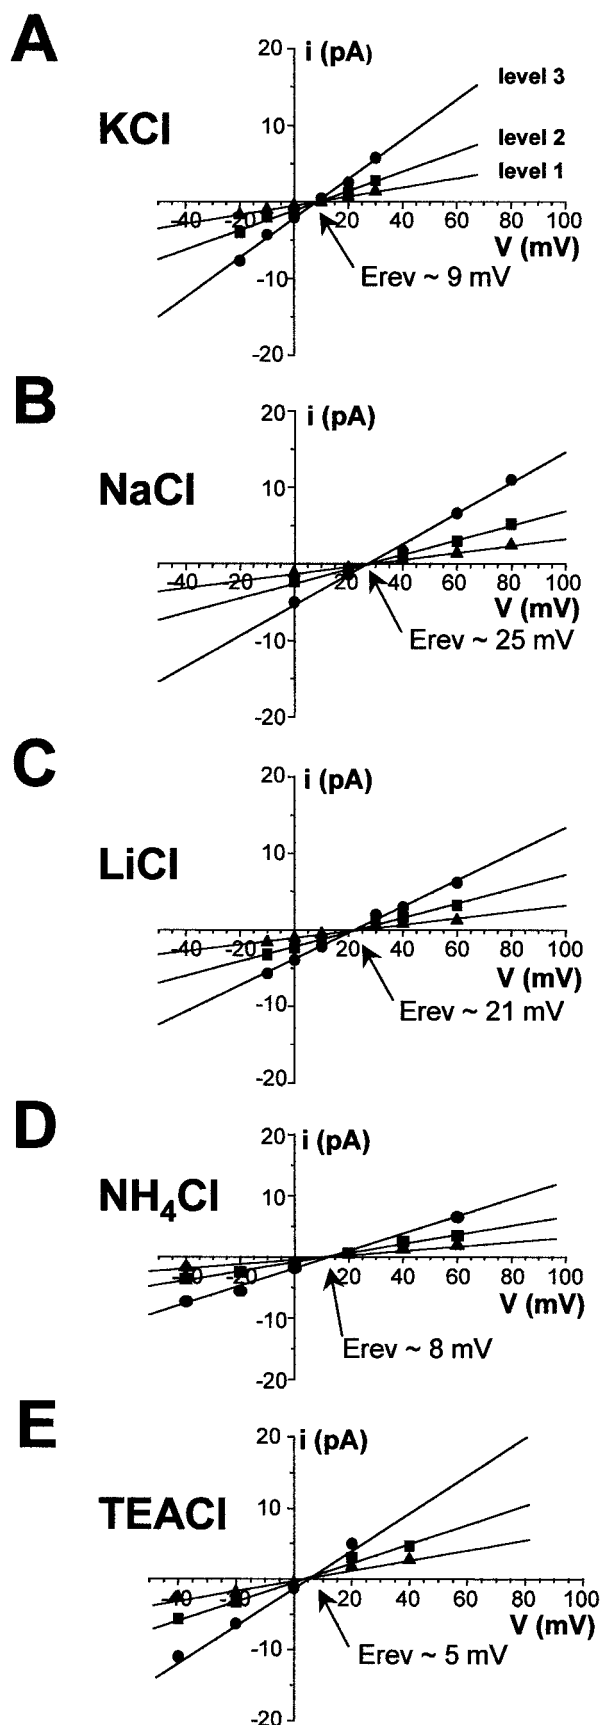 A
KCl
i (pA)
20
10
-10
-20
-40
20 40 60 80 100
V (mV)
level 3
level 2
level 1
Erev ~ 9 mV
B
NaCl
i (pA)
20
10
-10
-20
-40 -20 20 40 60 80 100
V (mV)
Erev ~ 25 mV
C
LiCl
i (pA)
20
10
-10
-20
-40 -20 20 40 60 80 100
V (mV)
Erev ~ 21 mV
D
NH₄Cl
i (pA)
20
10
-10
-20
-20 20 40 60 80 100
V (mV)
Erev ~ 8 mV
E
TEACl
i (pA)
20
10
-10
-20
20 40 60 80 100
V (mV)
Erev ~ 5 mV